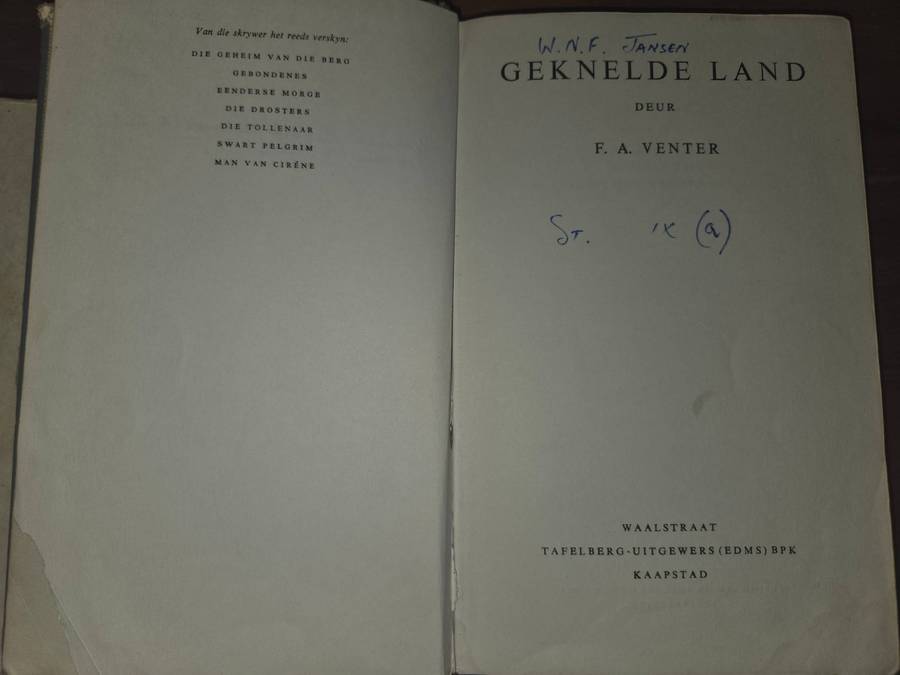 Van die skrywer het reeds verskyn:
DIE GEHEIM VAN DIE BERG
GEBONDENES
EENDERSE MORGE
DIE DROSTERS
DIE TOLLENAAR
SWART PELGRIM
MAN VAN CIRÉNE
W.N.F. JANSEN
GEKNELDE LAND
DEUR
F. A. VENTER
ST. IX (a)
WAALSTRAAT
TAFELBERG-UITGEWERS (EDMS) BPK
KAAPSTAD